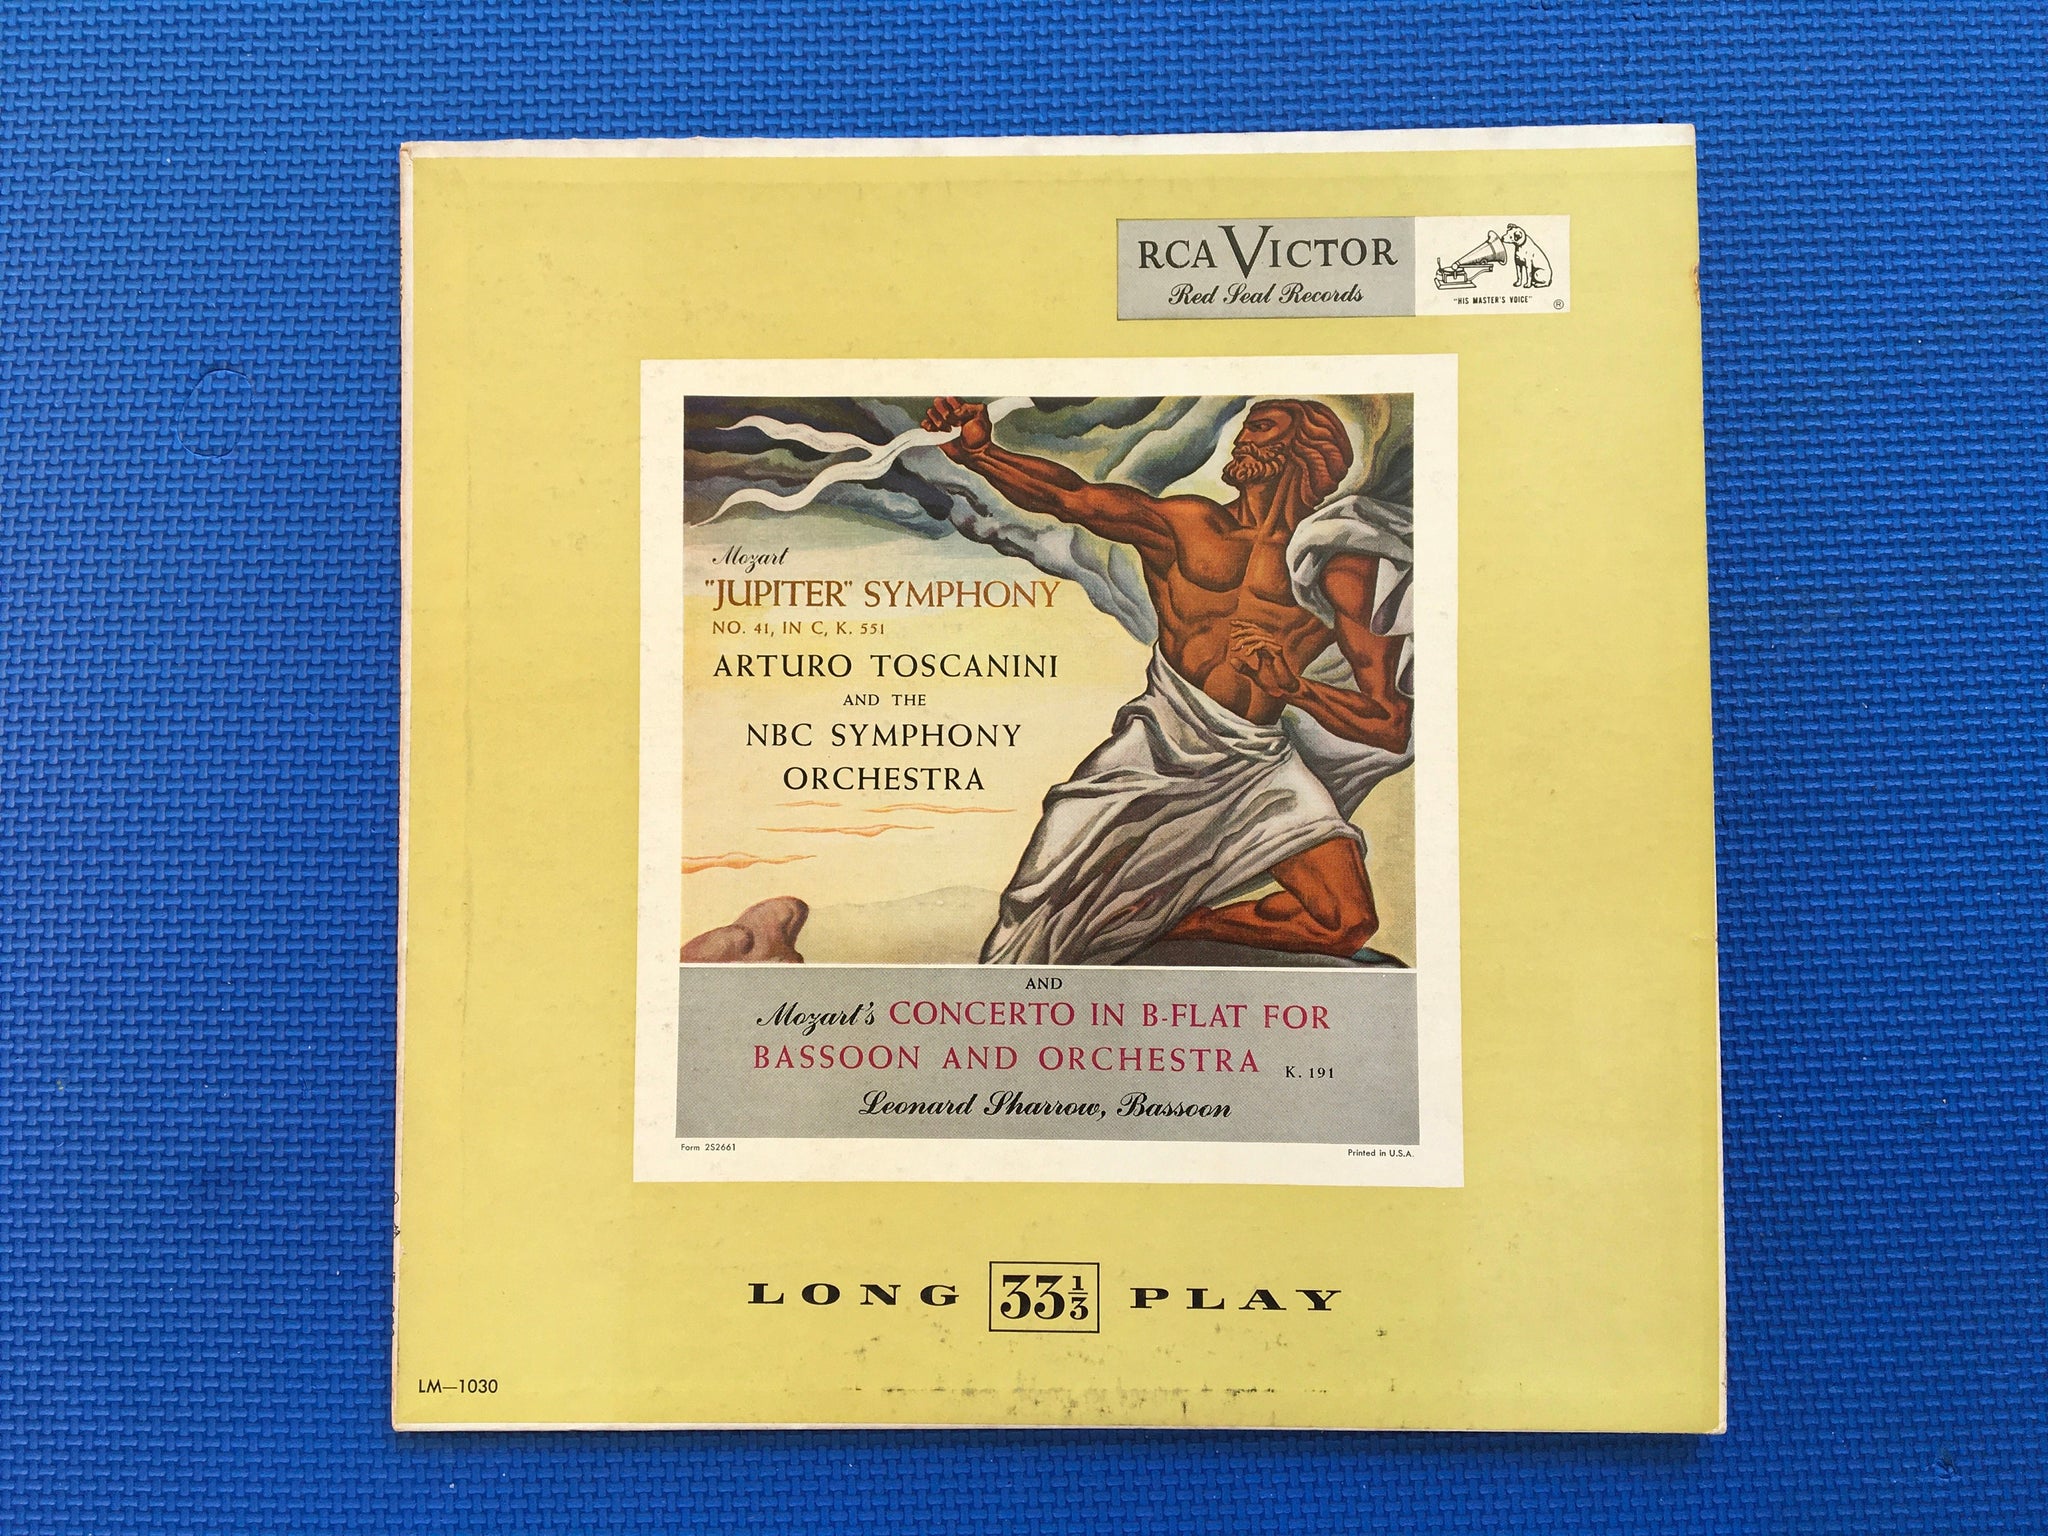 RCA VICTOR
Red Seal Records
"HIS MASTER'S VOICE"
®
Mozart
"JUPITER" SYMPHONY
NO. 41, IN C, K. 551
ARTURO TOSCANINI
AND THE
NBC SYMPHONY
ORCHESTRA
AND
Mozart's CONCERTO IN B-FLAT FOR
BASSOON AND ORCHESTRA K. 191
Leonard Sharrow, Bassoon
Form 2S2661
Printed in U.S.A.
LONG 33⅓ PLAY
LM—1030